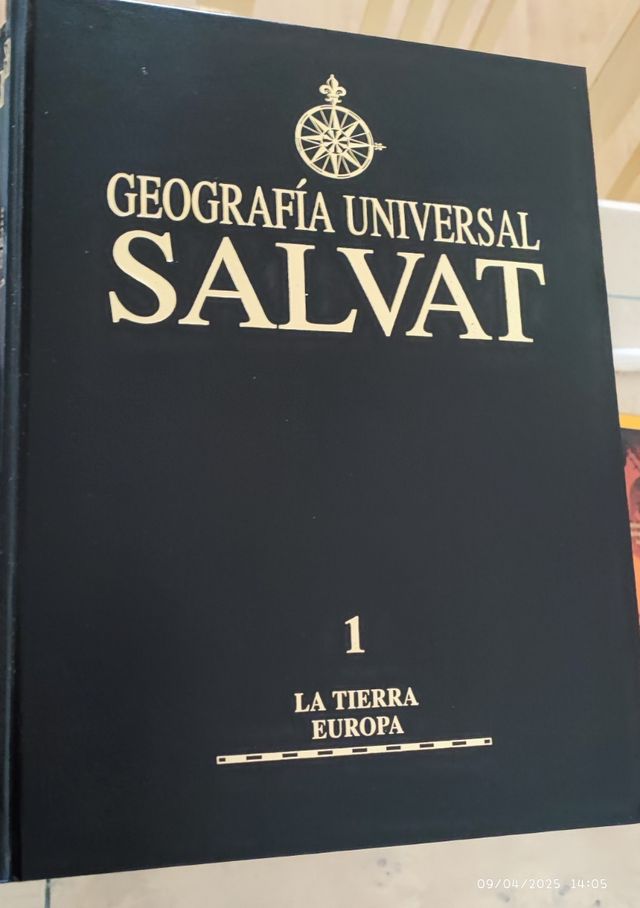 GEOGRAFÍA UNIVERSAL
SALVAT
1
LA TIERRA
EUROPA
09/04/2025 14:05